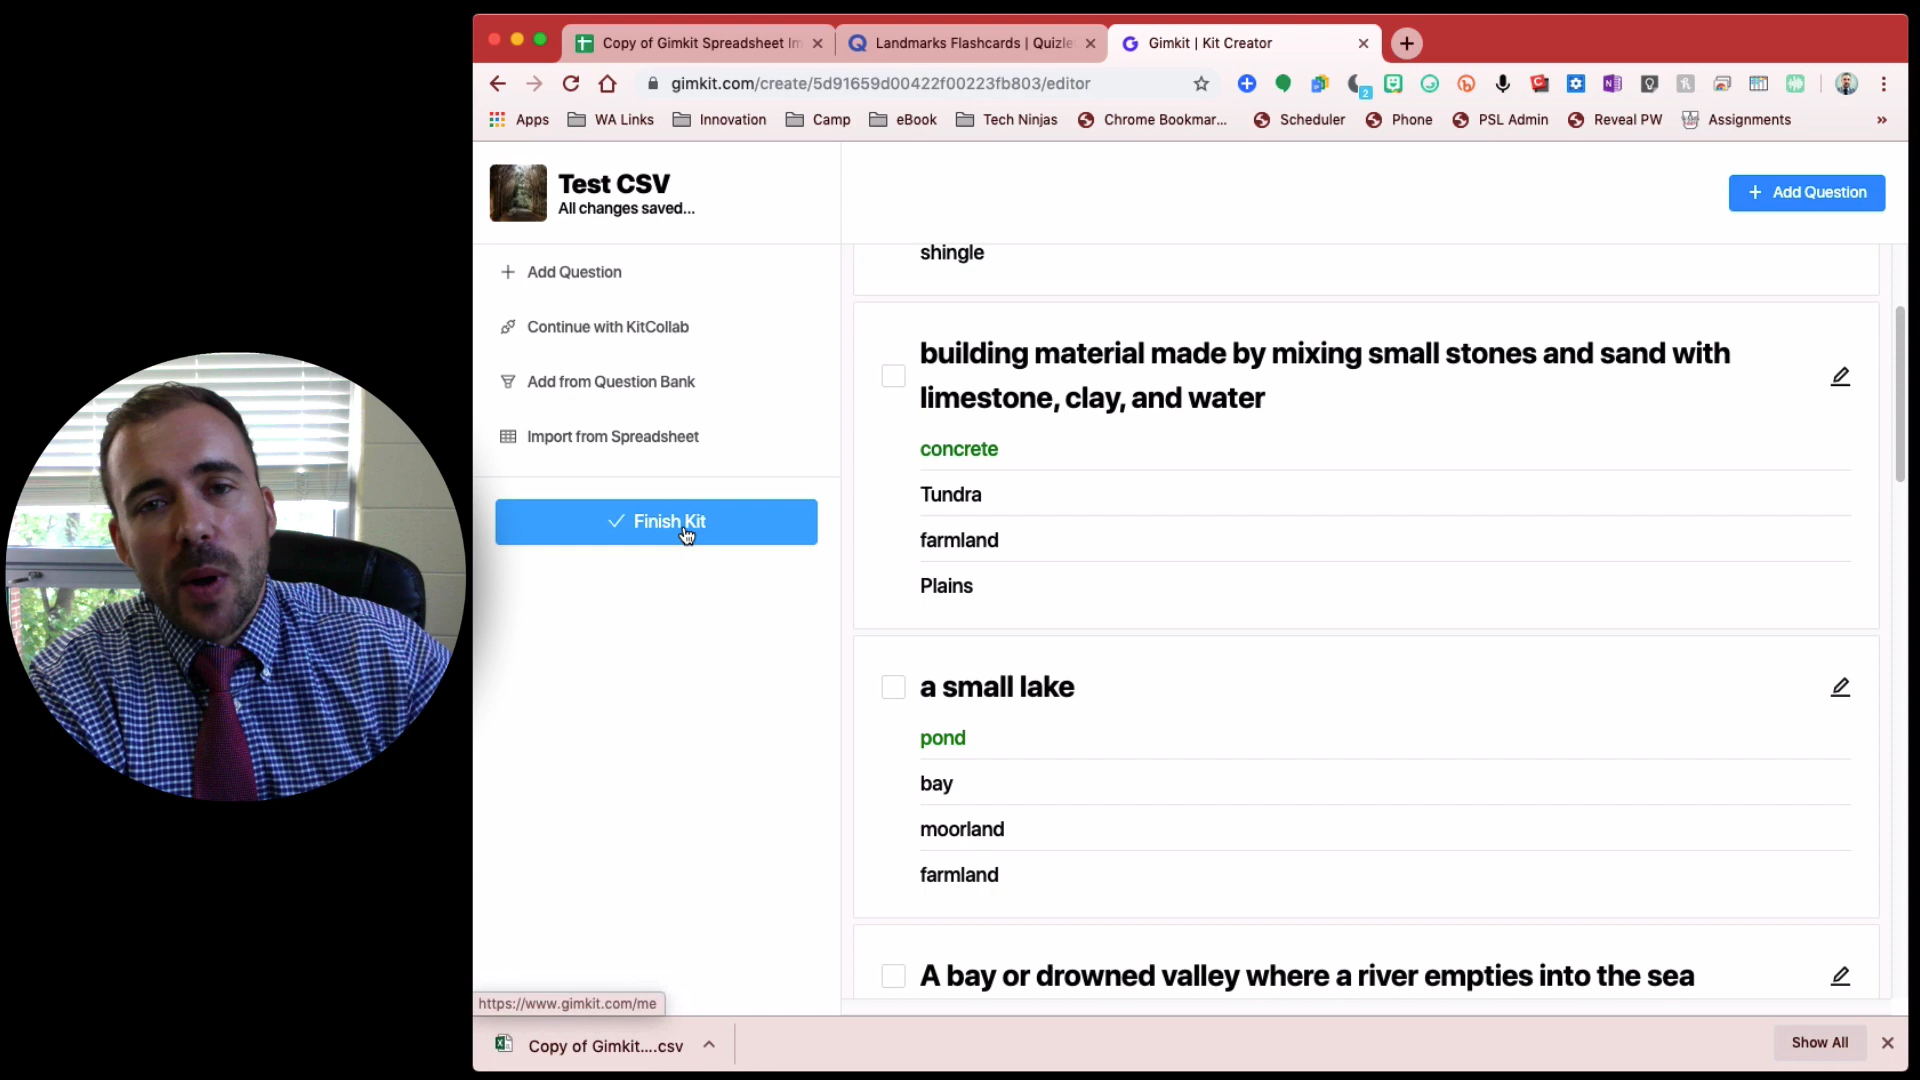 Copy of Gimkit Spreadsheet Im
Landmarks Flashcards | Quizle
Gimkit | Kit Creator
gimkit.com/create/5d91659d00422f00223fb803/editor
2
Apps
WA Links
Innovation
Camp
eBook
Tech Ninjas
Chrome Bookmar...
Scheduler
Phone
PSL Admin
Reveal PW
Assignments
»
Test CSV
All changes saved...
+ Add Question
+ Add Question
Continue with KitCollab
Add from Question Bank
Import from Spreadsheet
Finish Kit
shingle
building material made by mixing small stones and sand with
limestone, clay, and water
concrete
Tundra
farmland
Plains
a small lake
pond
bay
moorland
farmland
A bay or drowned valley where a river empties into the sea
https://www.gimkit.com/me
Copy of Gimkit....csv
Show All